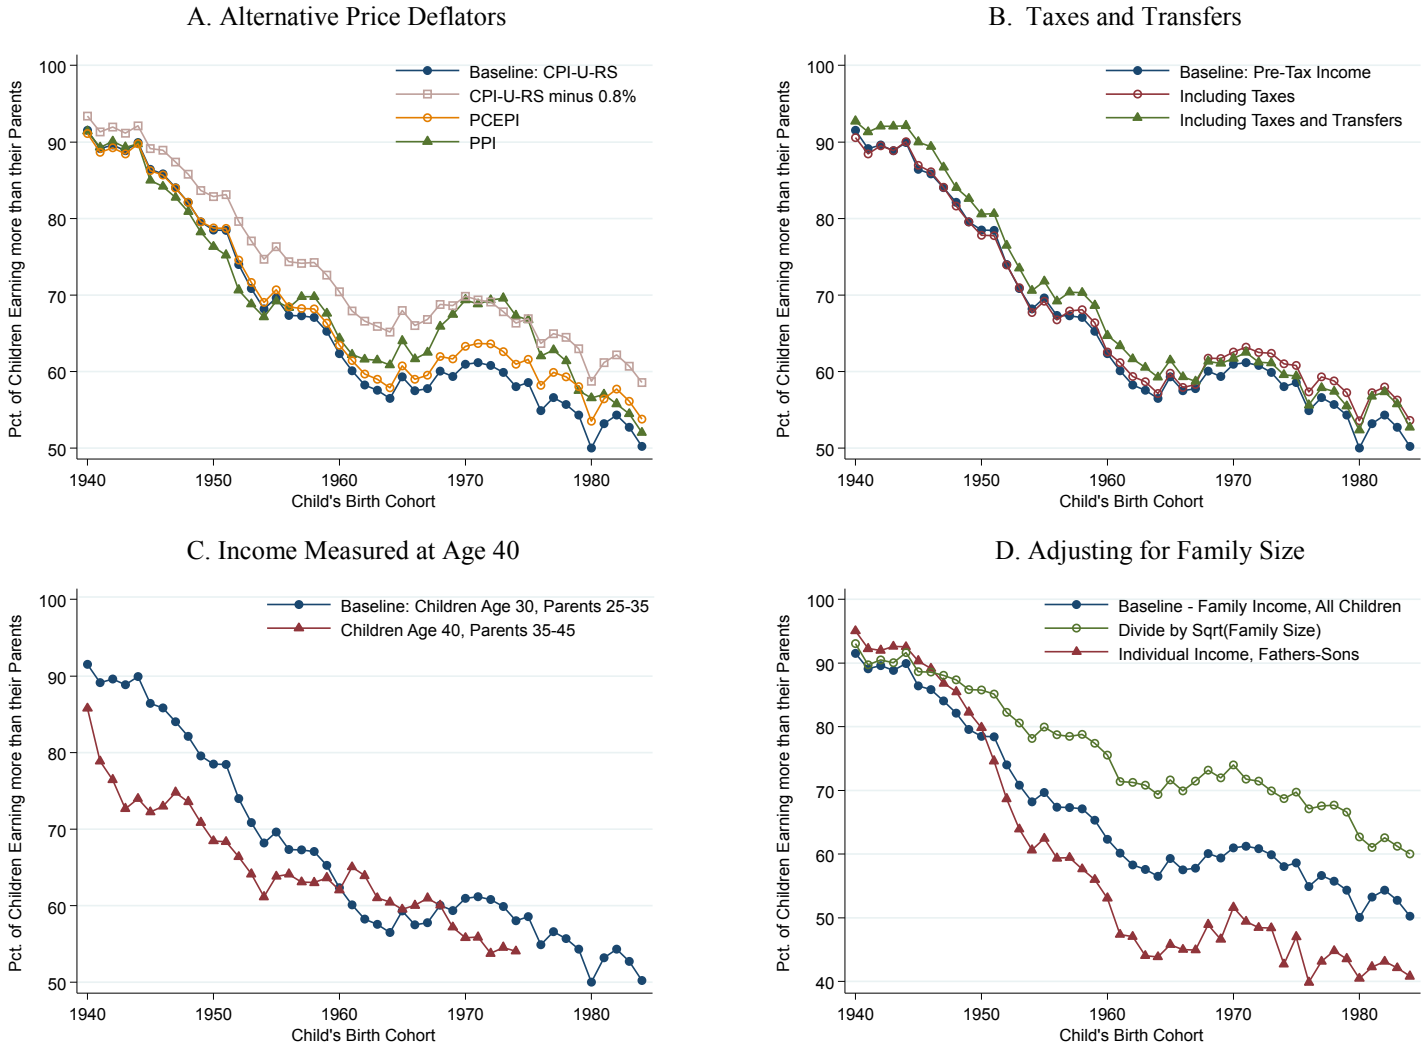 A. Alternative Price Deflators
Pct. of Children Earning more than their Parents
100
90
80
70
60
50
1940
1950
1960
1970
1980
Child's Birth Cohort
Baseline: CPI-U-RS
CPI-U-RS minus 0.8%
PCEPI
PPI
B. Taxes and Transfers
Pct. of Children Earning more than their Parents
100
90
80
70
60
50
1940
1950
1960
1970
1980
Child's Birth Cohort
Baseline: Pre-Tax Income
Including Taxes
Including Taxes and Transfers
C. Income Measured at Age 40
Pct. of Children Earning more than their Parents
100
90
80
70
60
50
1940
1950
1960
1970
1980
Child's Birth Cohort
Baseline: Children Age 30, Parents 25-35
Children Age 40, Parents 35-45
D. Adjusting for Family Size
Pct. of Children Earning more than their Parents
100
90
80
70
60
50
40
1940
1950
1960
1970
1980
Child's Birth Cohort
Baseline - Family Income, All Children
Divide by Sqrt(Family Size)
Individual Income, Fathers-Sons